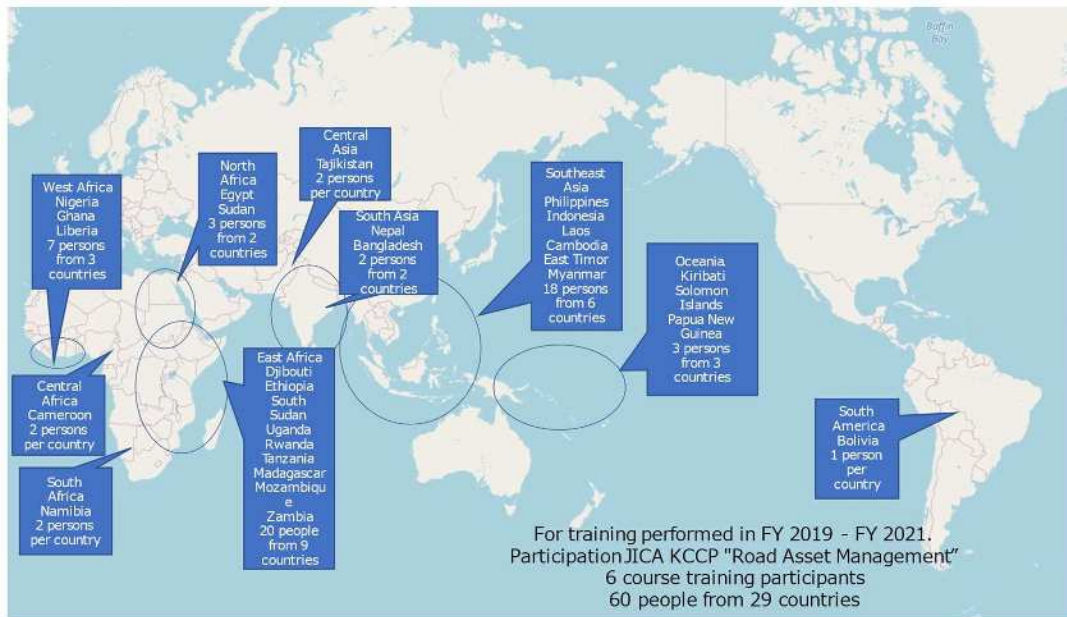 Baffin
Bay
Central
Asia
Tajikistan
2 persons
per country
North
Africa
Egypt
Sudan
3 persons
from 2
countries
West Africa
Nigeria
Ghana
Liberia
7 persons
from 3
countries
South Asia
Nepal
Bangladesh
2 persons
from 2
countries
Southeast
Asia
Philippines
Indonesia
Laos
Cambodia
East Timor
Myanmar
18 persons
from 6
countries
Oceania
Kiribati
Solomon
Islands
Papua New
Guinea
3 persons
from 3
countries
East Africa
Djibouti
Ethiopia
South
Sudan
Uganda
Rwanda
Tanzania
Madagascar
Mozambiqu
e
Zambia
20 people
from 9
countries
Central
Africa
Cameroon
2 persons
per country
South
Africa
Namibia
2 persons
per country
South
America
Bolivia
1 person
per
country
For training performed in FY 2019 - FY 2021.
Participation JICA KCCP "Road Asset Management"
6 course training participants
60 people from 29 countries